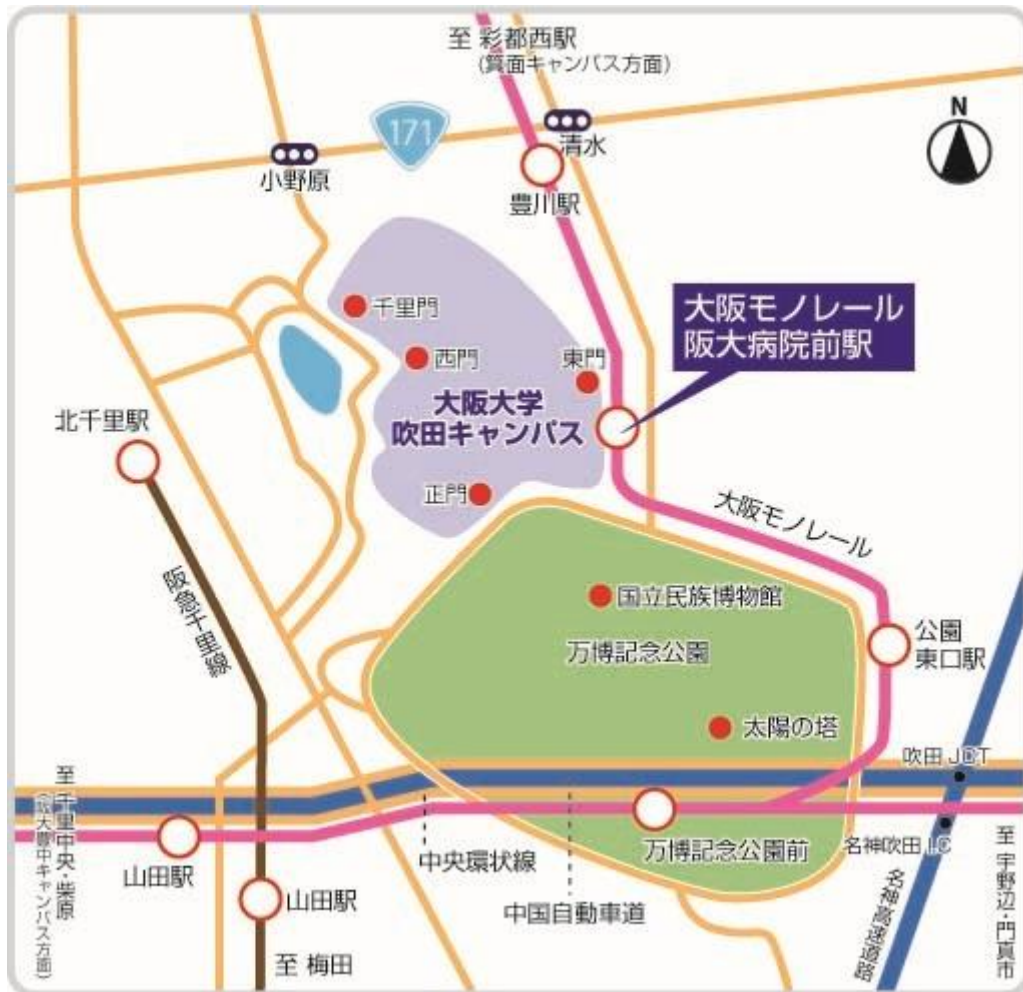 至 彩都西駅
(箕面キャンパス方面)
N
171
清水
小野原
豊川駅
大阪モノレール
阪大病院前駅
千里門
西門
東門
大阪大学
吹田キャンパス
北千里駅
正門
大阪モノレール
阪急千里線
国立民族博物館
公園
東口駅
万博記念公園
太陽の塔
吹田 JCT
至 千里中央・柴原
(阪大豊中キャンパス方面)
名神吹田 I.C
至 宇野辺・門真市
万博記念公園前
中央環状線
山田駅
山田駅
中国自動車道
名神高速道路
至 梅田